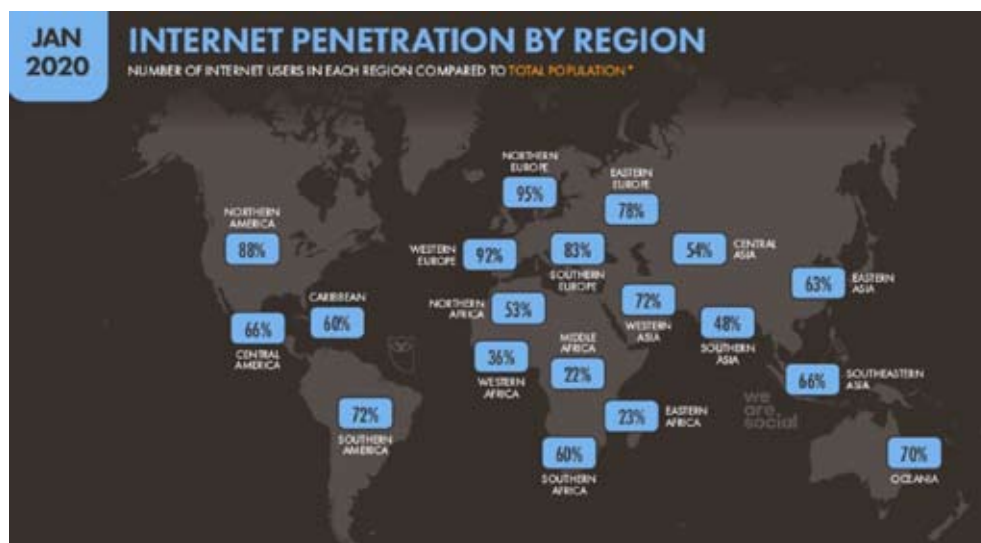 JAN
2020
INTERNET PENETRATION BY REGION
NUMBER OF INTERNET USERS IN EACH REGION COMPARED TO TOTAL POPULATION*
NORTHERN
EUROPE
95%
EASTERN
EUROPE
78%
NORTHERN
AMERICA
88%
WESTERN
EUROPE
92%
83%
SOUTHERN
EUROPE
54%
CENTRAL
ASIA
63%
EASTERN
ASIA
CARIBBEAN
60%
66%
CENTRAL
AMERICA
NORTHERN
AFRICA
53%
72%
WESTERN
ASIA
48%
SOUTHERN
ASIA
36%
WESTERN
AFRICA
MIDDLE
AFRICA
22%
66%
SOUTHEASTERN
ASIA
we
are
social
72%
SOUTHERN
AMERICA
23%
EASTERN
AFRICA
60%
SOUTHERN
AFRICA
70%
OCEANIA